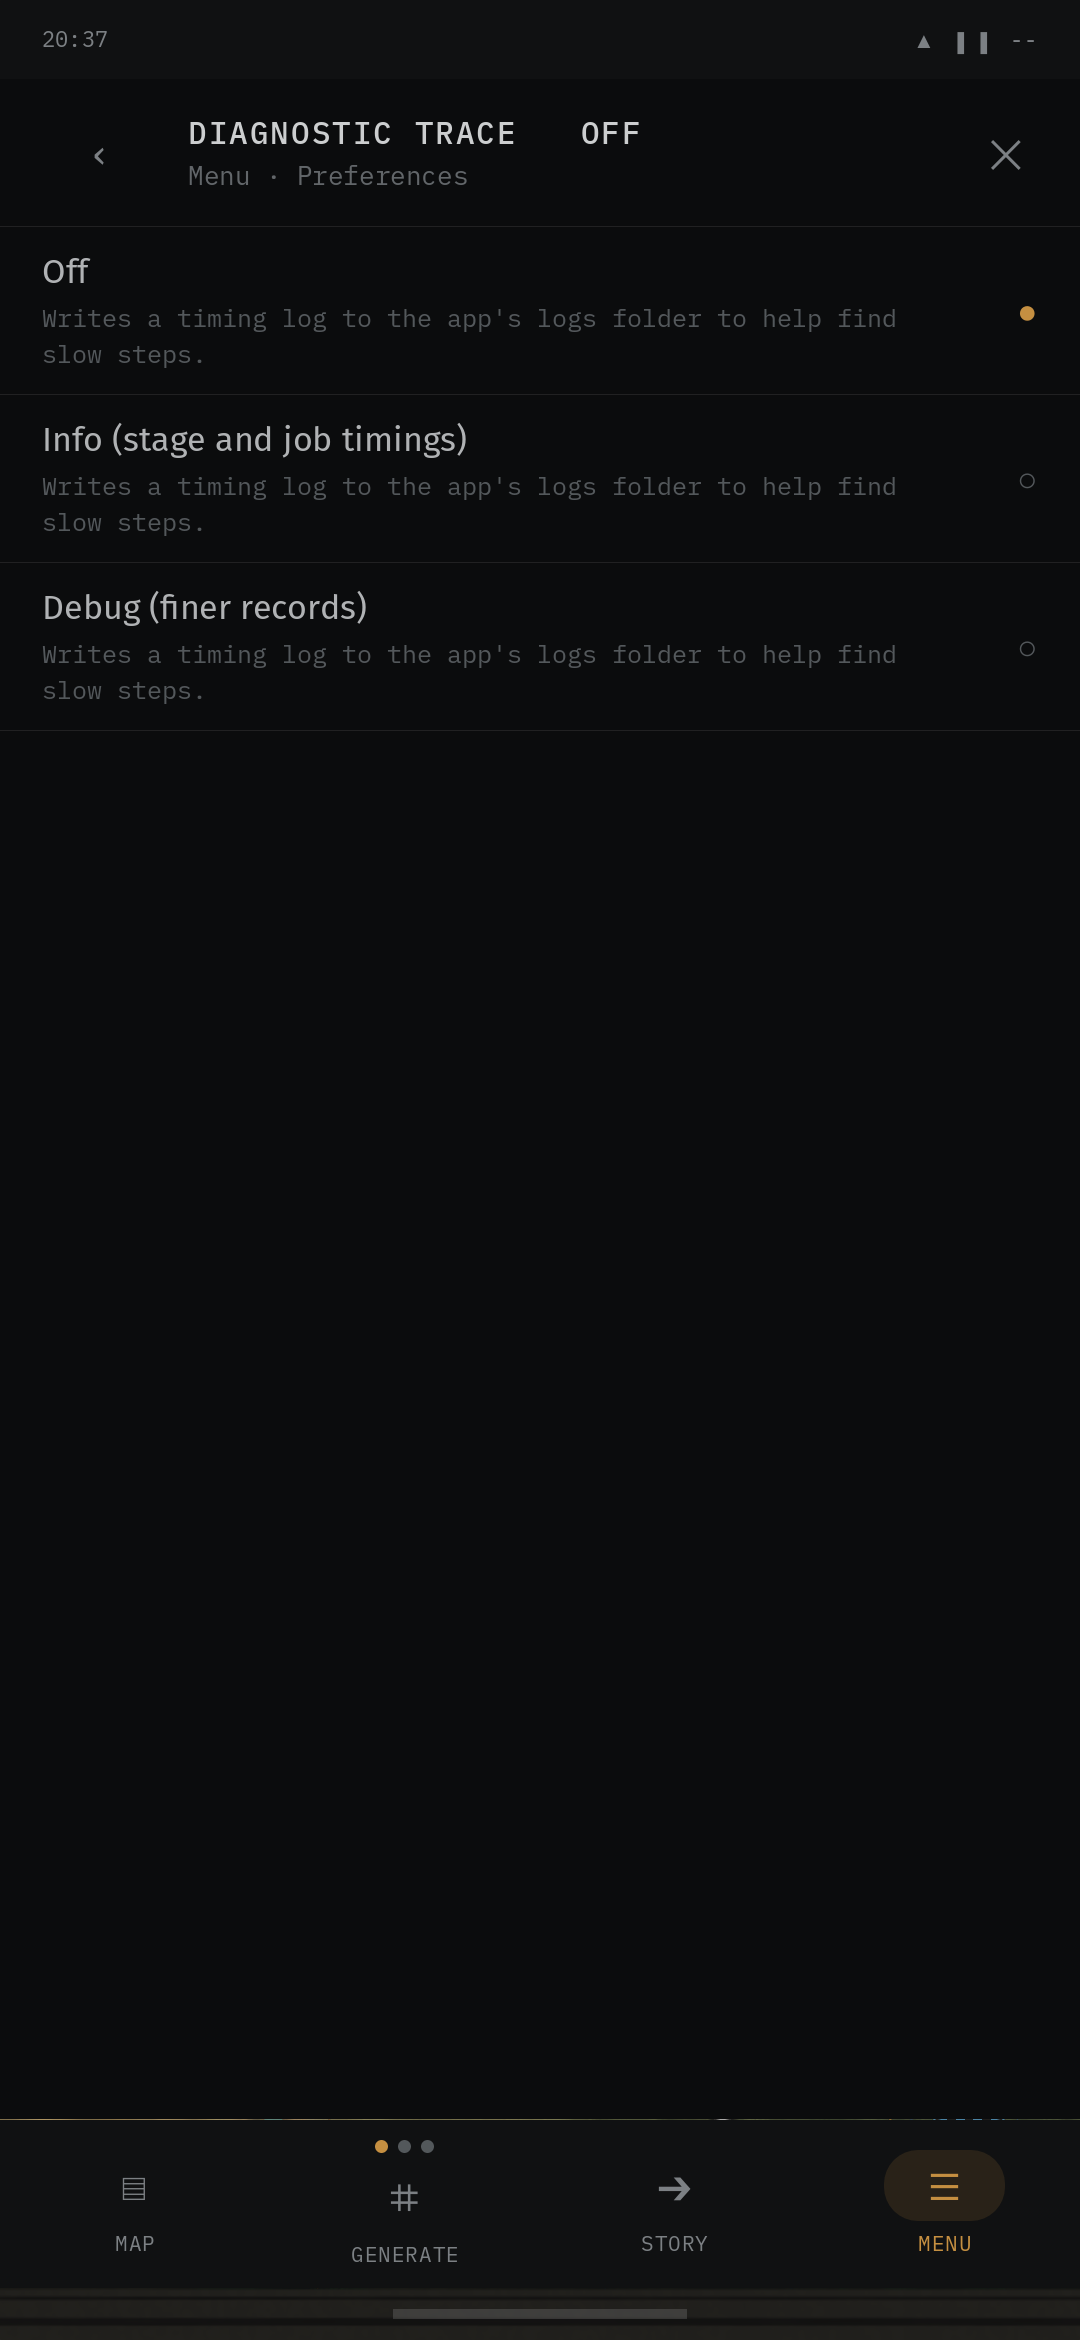 20:37 --
DIAGNOSTIC TRACE OFF
Menu · Preferences
Off
Writes a timing log to the app's logs folder to help find
slow steps.
Info (stage and job timings)
Writes a timing log to the app's logs folder to help find
slow steps.
Debug (finer records)
Writes a timing log to the app's logs folder to help find
slow steps.
MAP
GENERATE
STORY
MENU